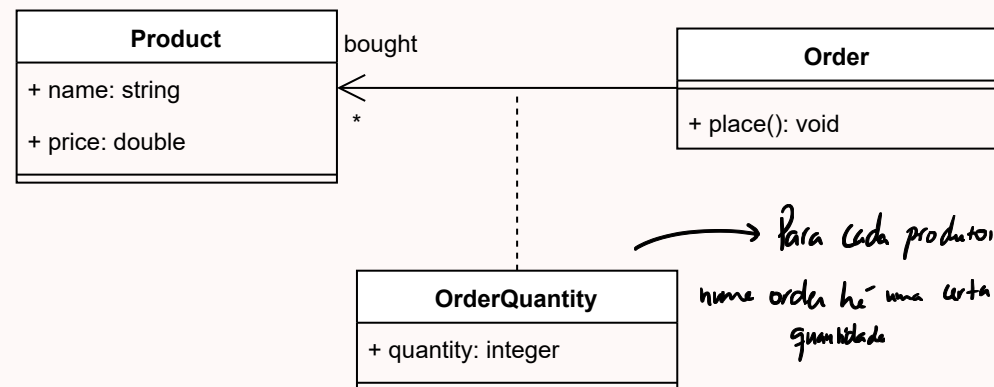 Product
+ name: string
+ price: double
bought
*
Order
+ place(): void
OrderQuantity
+ quantity: integer
Para cada produto
numa order há uma certa
quantidade